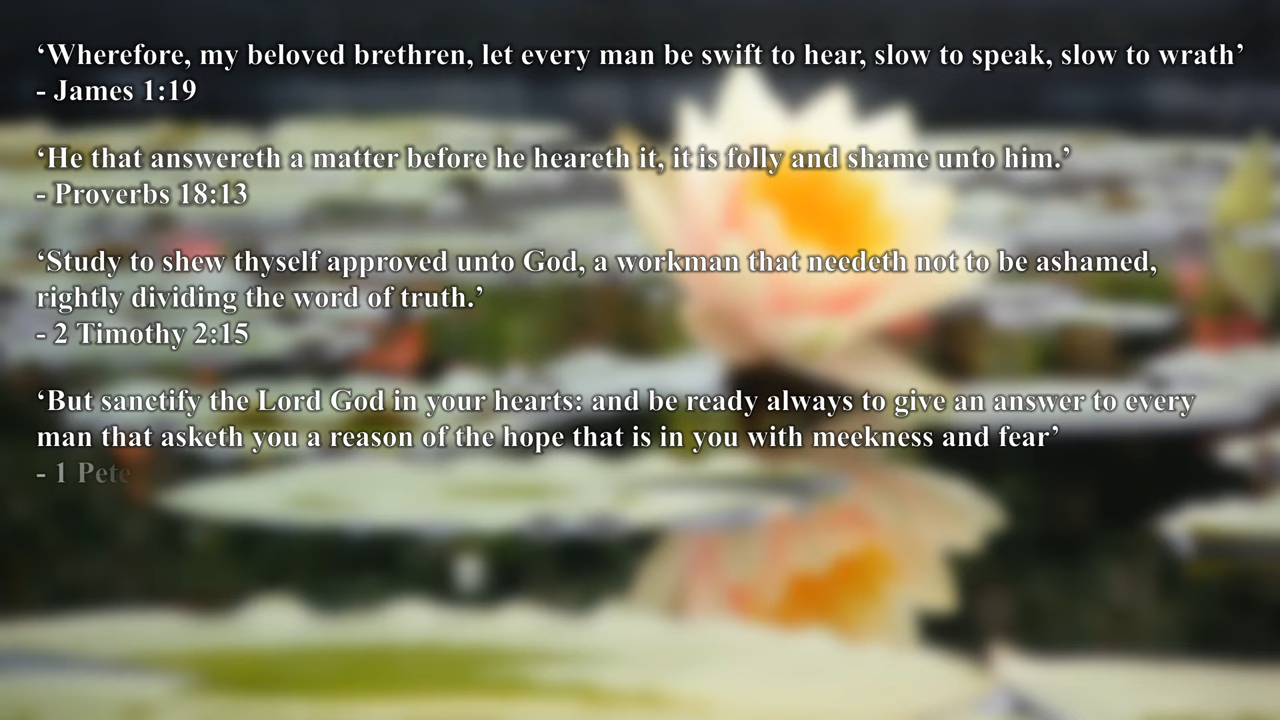 ‘Wherefore, my beloved brethren, let every man be swift to hear, slow to speak, slow to wrath’
- James 1:19
‘He that answereth a matter before he heareth it, it is folly and shame unto him.’
- Proverbs 18:13
‘Study to shew thyself approved unto God, a workman that needeth not to be ashamed,
rightly dividing the word of truth.’
- 2 Timothy 2:15
‘But sanctify the Lord God in your hearts: and be ready always to give an answer to every
man that asketh you a reason of the hope that is in you with meekness and fear’
- 1 Pete